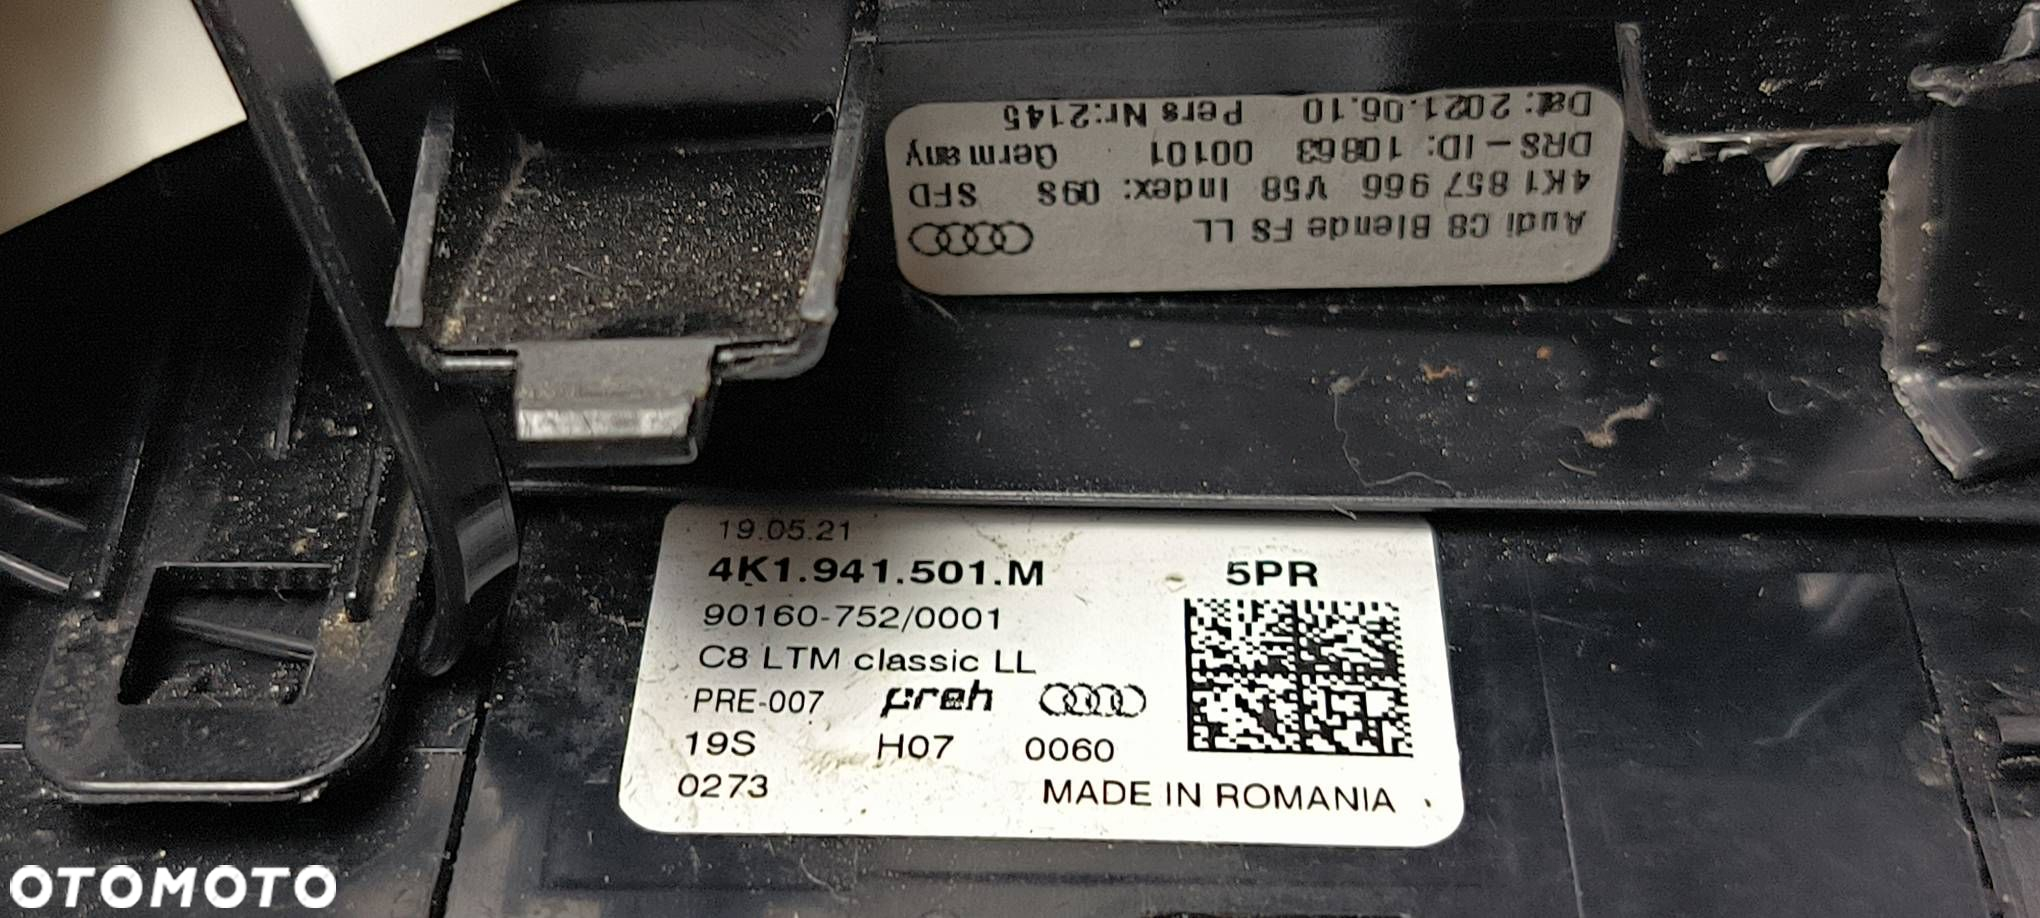 Audi C8 Blende FS LL
4K1 857 966 V58 Index: 09S SFD
DRS-ID: 10863 00101 Germany
Dat: 2021.06.10 Pers Nr:2145
19.05.21
4K1.941.501.M 5PR
90160-752/0001
C8 LTM classic LL
PRE-007 preh
19S H07 0060
0273 MADE IN ROMANIA
OTOMOTO